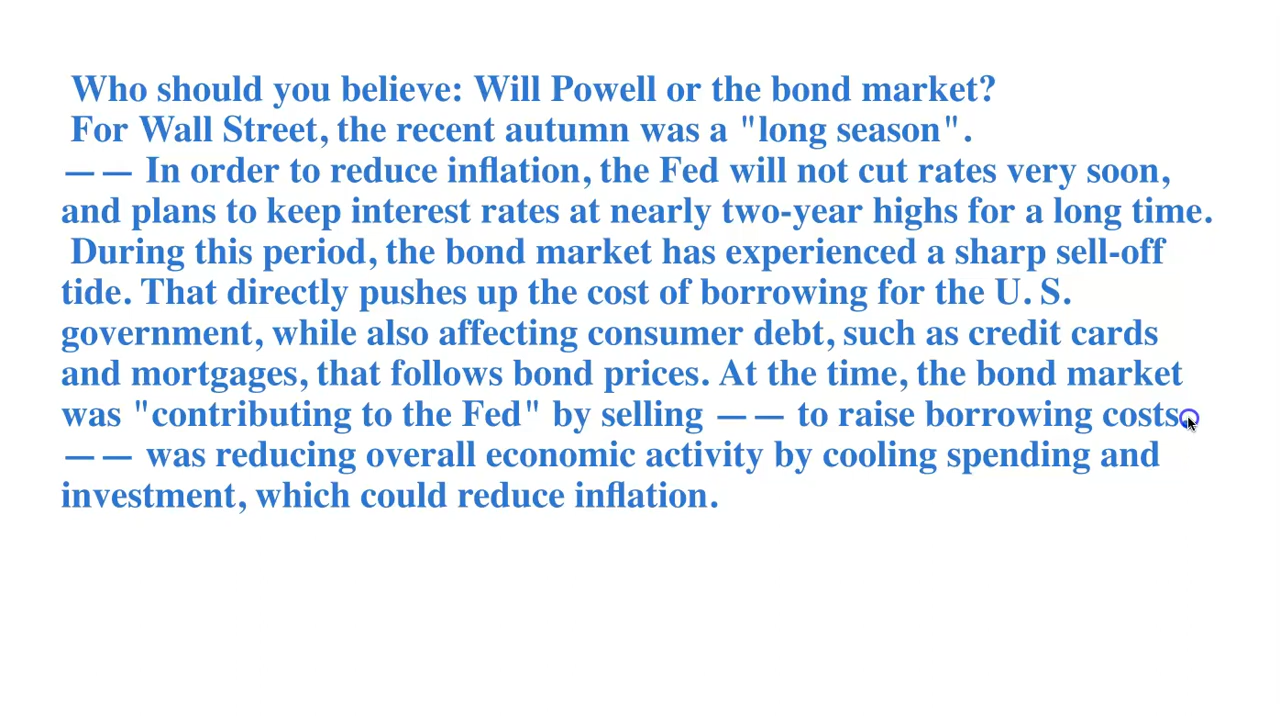 Who should you believe: Will Powell or the bond market?
For Wall Street, the recent autumn was a "long season".
—— In order to reduce inflation, the Fed will not cut rates very soon,
and plans to keep interest rates at nearly two-year highs for a long time.
During this period, the bond market has experienced a sharp sell-off
tide. That directly pushes up the cost of borrowing for the U. S.
government, while also affecting consumer debt, such as credit cards
and mortgages, that follows bond prices. At the time, the bond market
was "contributing to the Fed" by selling —— to raise borrowing costs
—— was reducing overall economic activity by cooling spending and
investment, which could reduce inflation.